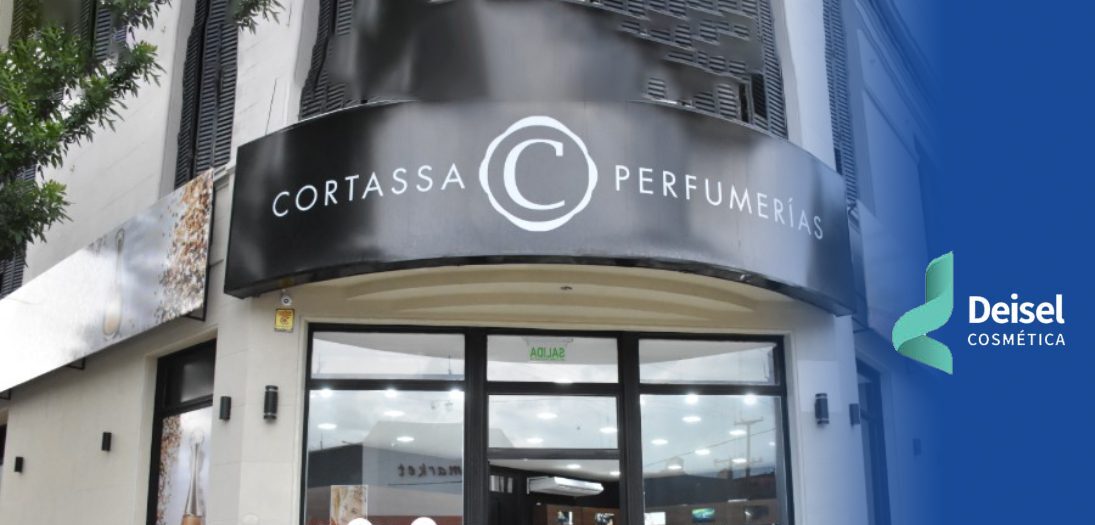 CORTASSA C PERFUMERÍAS
SALIDA
market
Deisel
COSMÉTICA